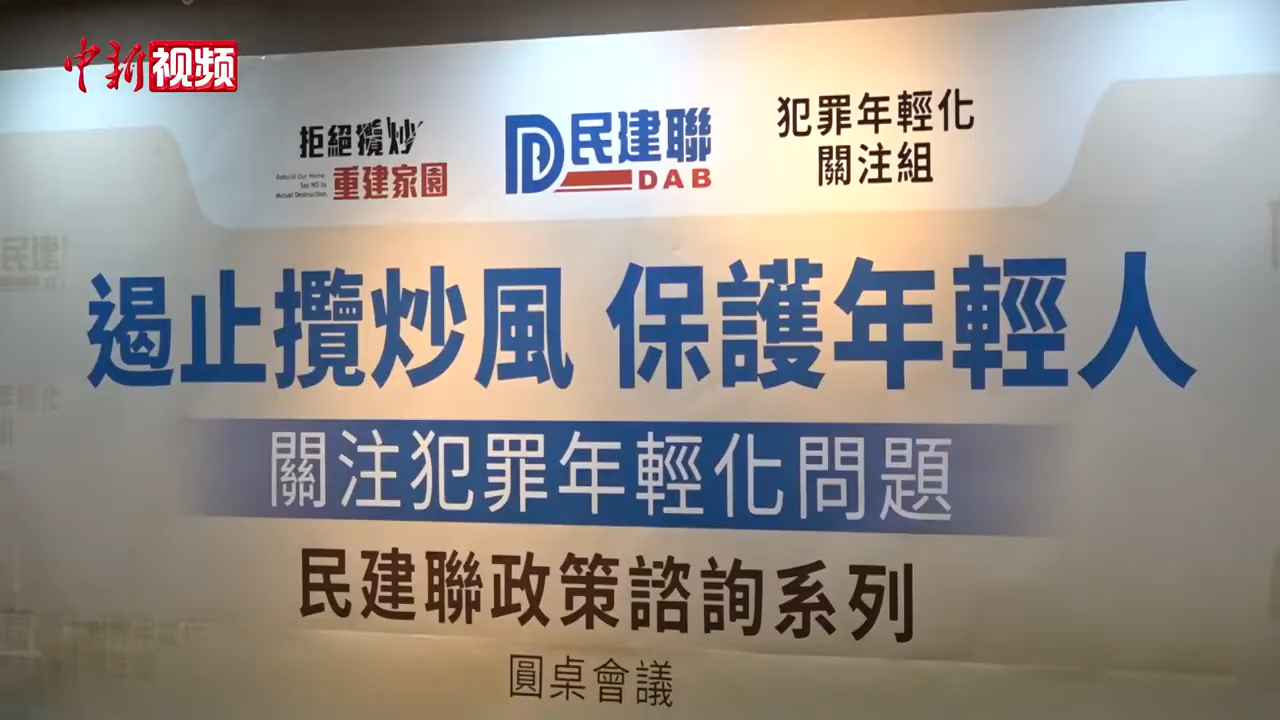 中新视频
拒絕攬炒
Rebuild Our Home
Say NO to
Mutual Destruction
重建家園
民建聯
DAB
犯罪年輕化
關注組
遏止攬炒風 保護年輕人
關注犯罪年輕化問題
民建聯政策諮詢系列
圓桌會議